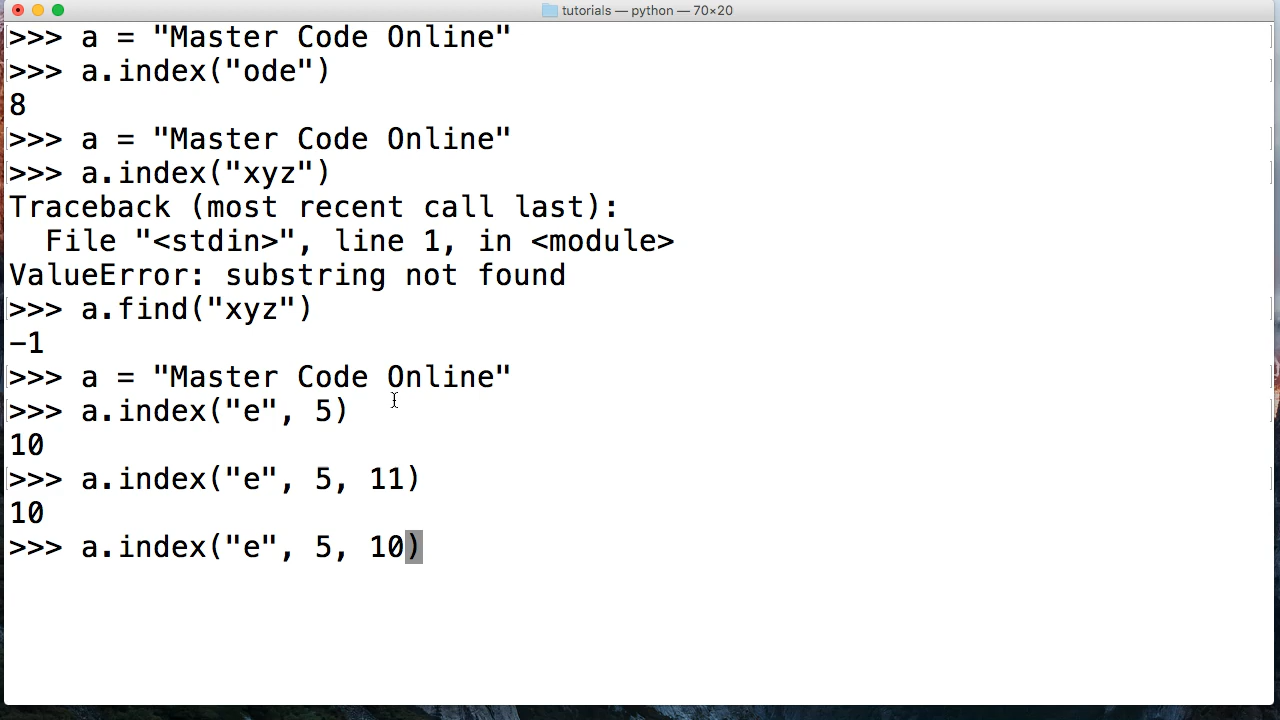 tutorials — python — 70×20
>>> a = "Master Code Online"
>>> a.index("ode")
8
>>> a = "Master Code Online"
>>> a.index("xyz")
Traceback (most recent call last):
  File "<stdin>", line 1, in <module>
ValueError: substring not found
>>> a.find("xyz")
-1
>>> a = "Master Code Online"
>>> a.index("e", 5)
10
>>> a.index("e", 5, 11)
10
>>> a.index("e", 5, 10)